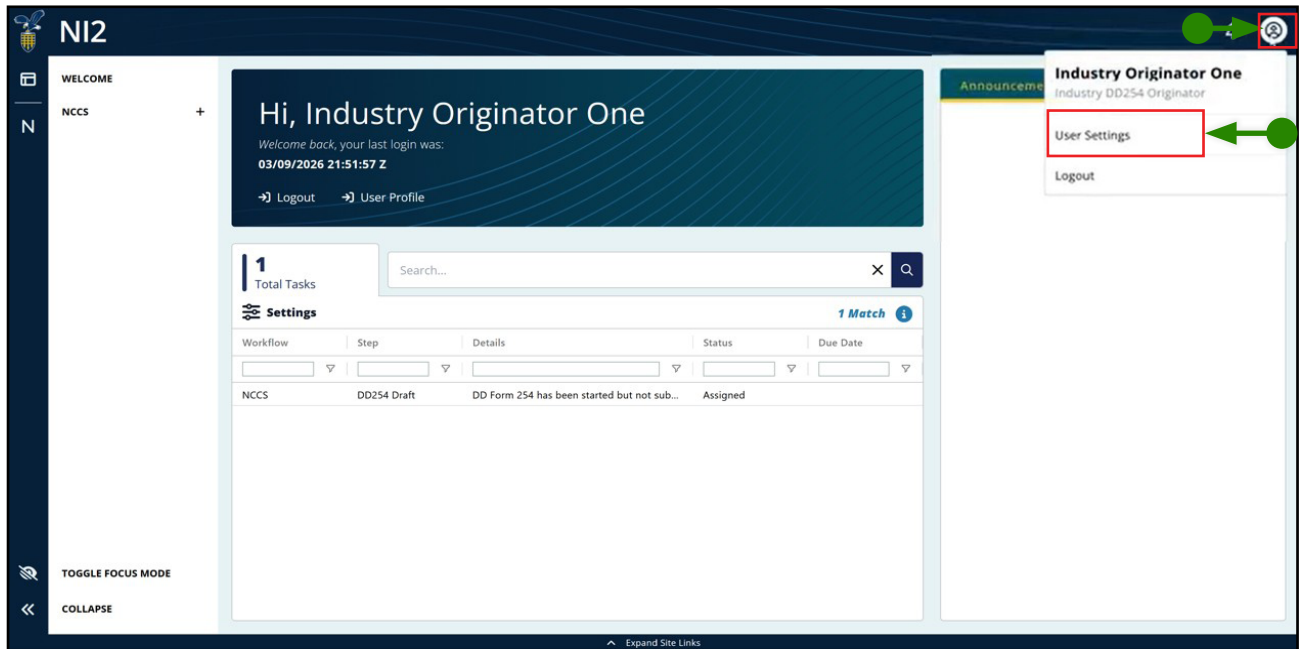 NI2
WELCOME
NCCS +
N
TOGGLE FOCUS MODE
COLLAPSE
Hi, Industry Originator One
Welcome back, your last login was:
03/09/2026 21:51:57 Z
Logout User Profile
1
Total Tasks
Search...
Settings
1 Match
Workflow Step Details Status Due Date
NCCS DD254 Draft DD Form 254 has been started but not sub... Assigned
Announceme
Industry Originator One
Industry DD254 Originator
User Settings
Logout
Expand Site Links